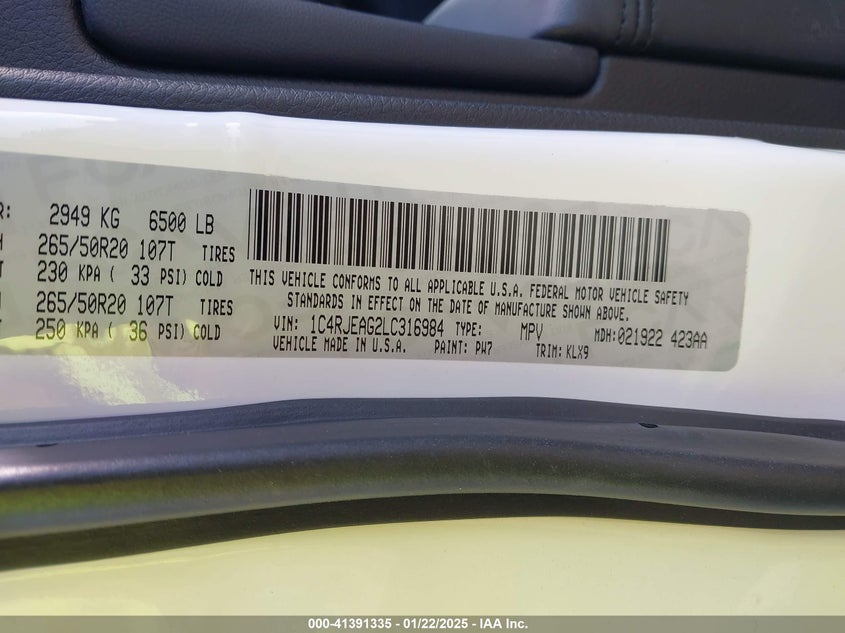 R: 2949 KG 6500 LB
265/50R20 107T TIRES
230 KPA ( 33 PSI) COLD
265/50R20 107T TIRES
250 KPA ( 36 PSI) COLD
THIS VEHICLE CONFORMS TO ALL APPLICABLE U.S.A. FEDERAL MOTOR VEHICLE SAFETY
STANDARDS IN EFFECT ON THE DATE OF MANUFACTURE SHOWN ABOVE.
VIN: 1C4RJEAG2LC316984 TYPE: MPV MDH:021922 423AA
VEHICLE MADE IN U.S.A. PAINT: PW7 TRIM: KLX9
000-41391335 - 01/22/2025 - IAA Inc.